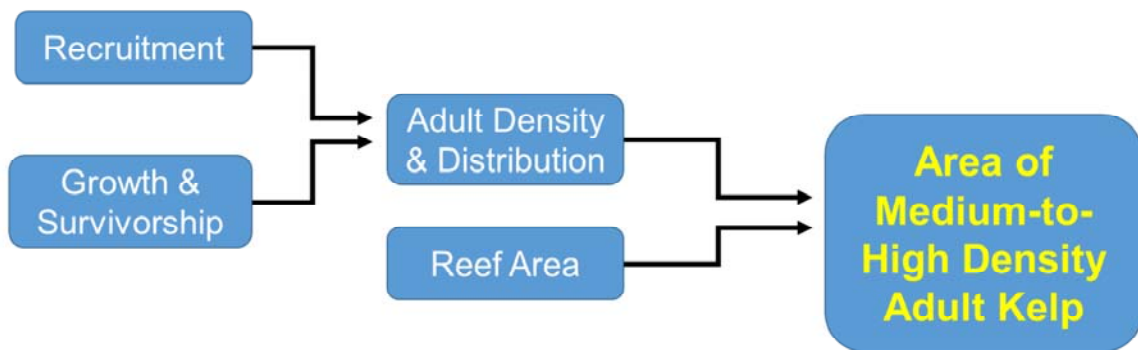 Recruitment
Growth &
Survivorship
Adult Density
& Distribution
Reef Area
Area of
Medium-to-
High Density
Adult Kelp